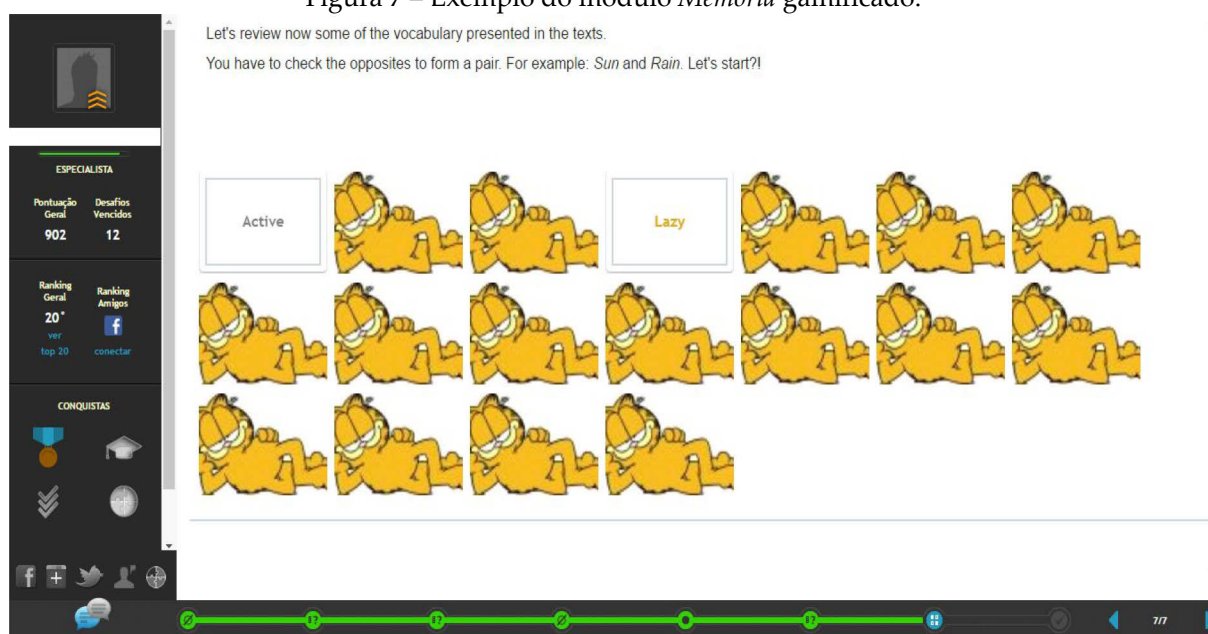 Figura 7 – Exemplo do módulo Memória gamificado.
Let's review now some of the vocabulary presented in the texts.
You have to check the opposites to form a pair. For example: Sun and Rain. Let's start?!
ESPECIALISTA
Pontuação Geral
Desafios Vencidos
902
12
Ranking Geral
Ranking Amigos
20°
ver top 20
conectar
CONQUISTAS
Active
Lazy
7/7